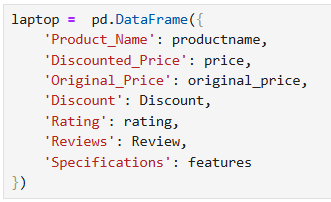 laptop =  pd.DataFrame({
    'Product_Name': productname,
    'Discounted_Price': price,
    'Original_Price': original_price,
    'Discount': Discount,
    'Rating': rating,
    'Reviews': Review,
    'Specifications': features
})